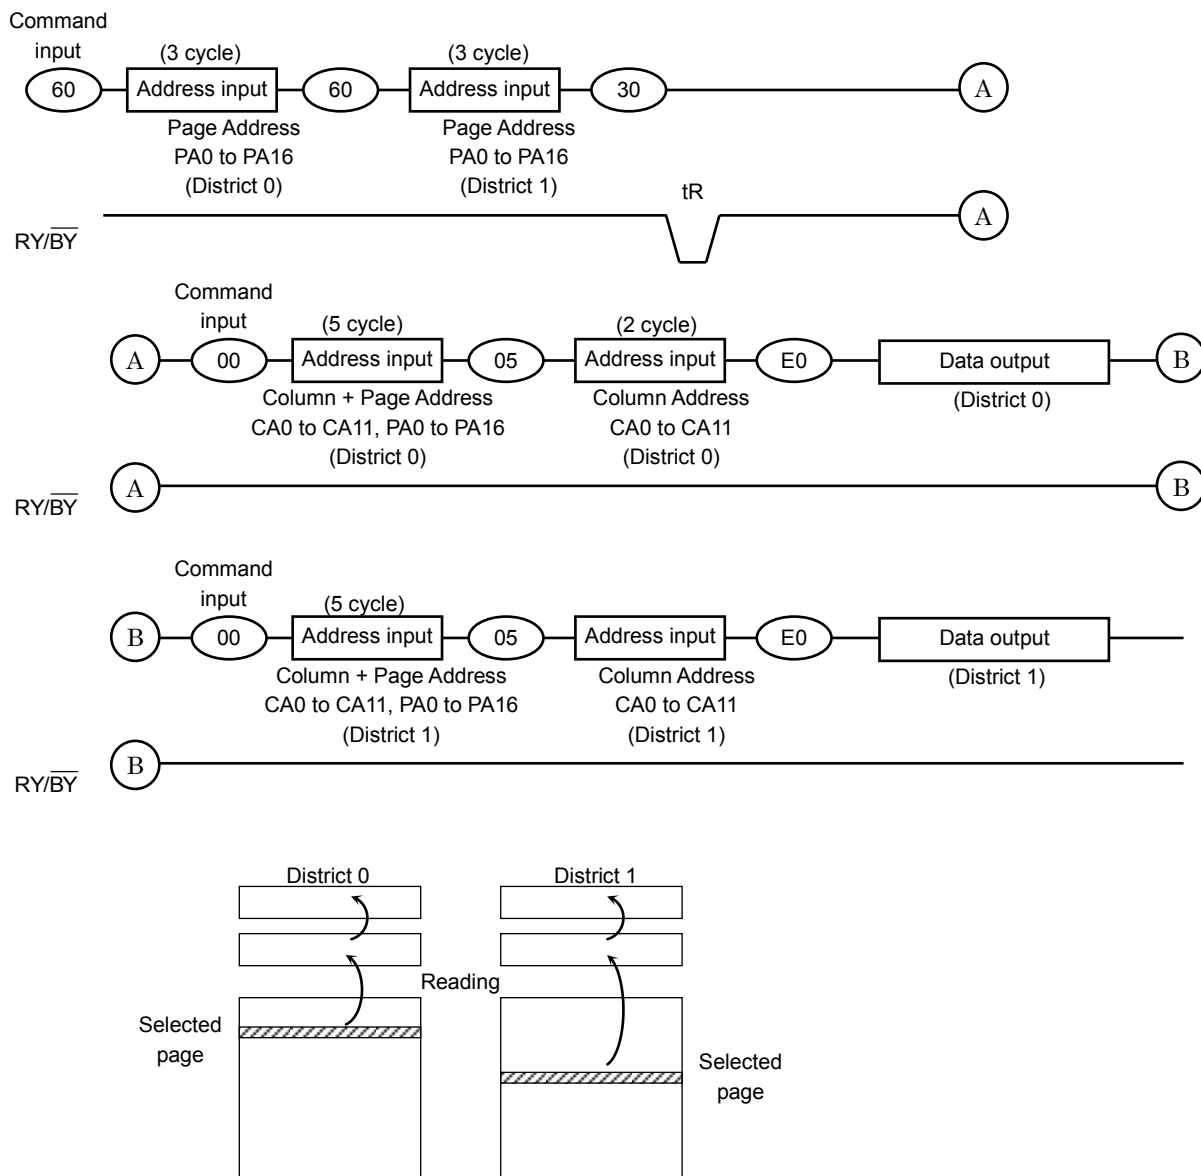 Command
input
(3 cycle)
(3 cycle)
60
Address input
60
Address input
30
A
Page Address
PA0 to PA16
(District 0)
Page Address
PA0 to PA16
(District 1)
tR
RY/BY
A
Command
input
(5 cycle)
(2 cycle)
A
00
Address input
05
Address input
E0
Data output
B
Column + Page Address
CA0 to CA11, PA0 to PA16
(District 0)
Column Address
CA0 to CA11
(District 0)
(District 0)
RY/BY
A
B
Command
input
(5 cycle)
B
00
Address input
05
Address input
E0
Data output
Column + Page Address
CA0 to CA11, PA0 to PA16
(District 1)
Column Address
CA0 to CA11
(District 1)
(District 1)
RY/BY
B
District 0
District 1
Reading
Selected
page
Selected
page